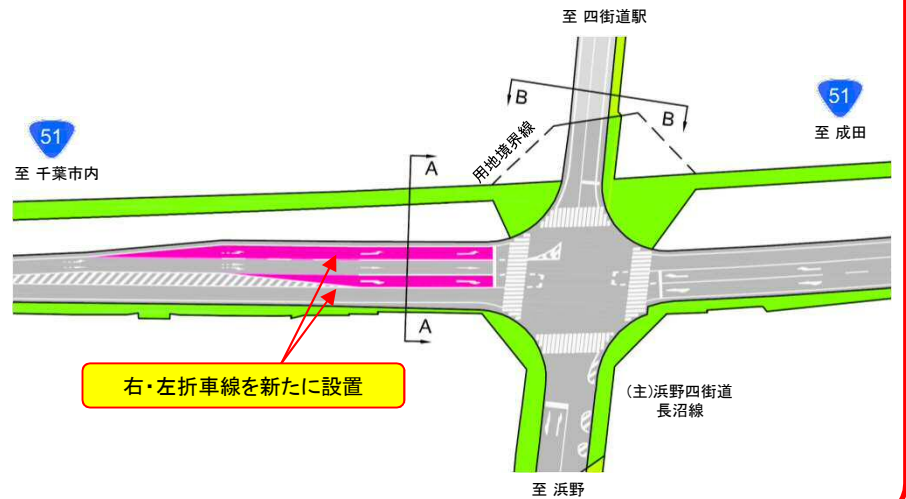 至 四街道駅
B
B
51
至 成田
51
至 千葉市内
用地境界線
A
A
右・左折車線を新たに設置
(主)浜野四街道
長沼線
至 浜野